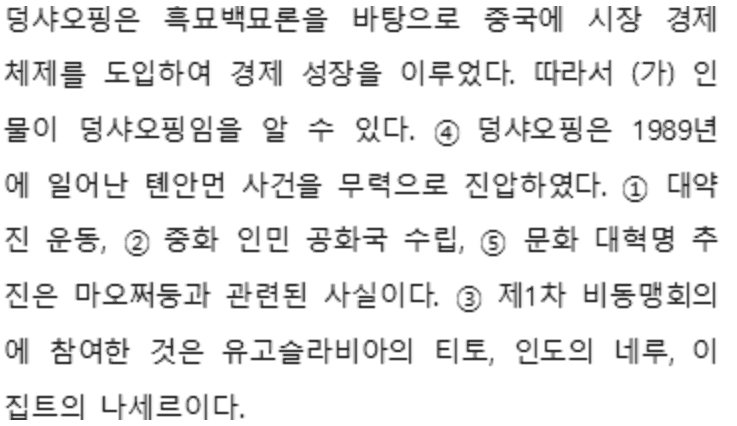 덩샤오핑은 흑묘백묘론을 바탕으로 중국에 시장 경제
체제를 도입하여 경제 성장을 이루었다. 따라서 (가) 인
물이 덩샤오핑임을 알 수 있다. ④ 덩샤오핑은 1989년
에 일어난 톈안먼 사건을 무력으로 진압하였다. ① 대약
진 운동, ② 중화 인민 공화국 수립, ⑤ 문화 대혁명 추
진은 마오쩌둥과 관련된 사실이다. ③ 제1차 비동맹회의
에 참여한 것은 유고슬라비아의 티토, 인도의 네루, 이
집트의 나세르이다.